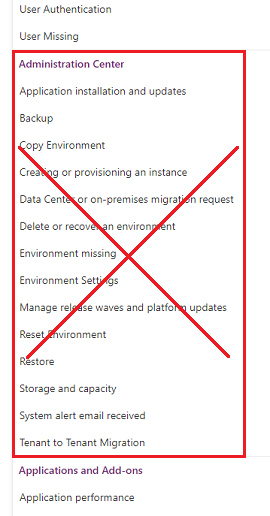 User Authentication
User Missing
Administration Center
Application installation and updates
Backup
Copy Environment
Creating or provisioning an instance
Data Center or on-premises migration request
Delete or recover an environment
Environment missing
Environment Settings
Manage release waves and platform updates
Reset Environment
Restore
Storage and capacity
System alert email received
Tenant to Tenant Migration
Applications and Add-ons
Application performance